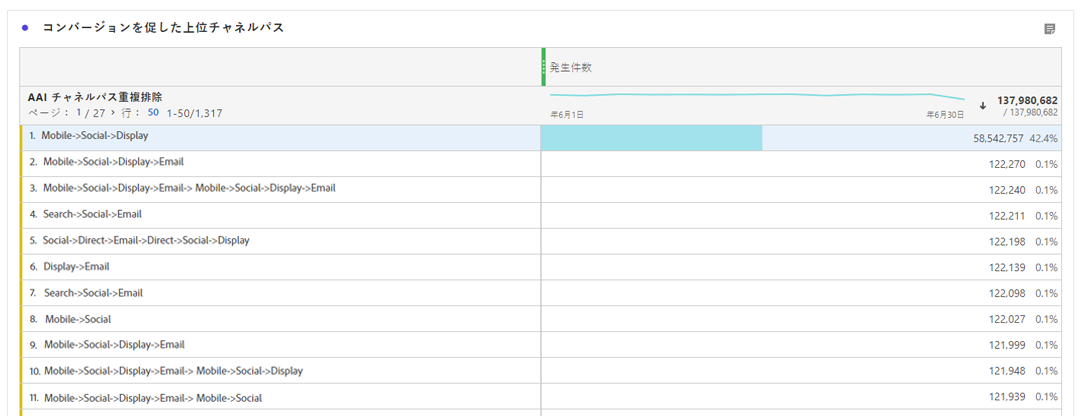 コンバージョンを促した上位チャネルパス
発生件数
AAI チャネルパス重複排除
ページ： 1 / 27 > 行： 50 1-50/1,317
年6月1日 年6月30日
↓ 137,980,682
/ 137,980,682
1. Mobile->Social->Display 58,542,757 42.4%
2. Mobile->Social->Display->Email 122,270 0.1%
3. Mobile->Social->Display->Email-> Mobile->Social->Display->Email 122,240 0.1%
4. Search->Social->Email 122,211 0.1%
5. Social->Direct->Email->Direct->Social->Display 122,198 0.1%
6. Display->Email 122,139 0.1%
7. Search->Social->Email 122,098 0.1%
8. Mobile->Social 122,027 0.1%
9. Mobile->Social->Display->Email 121,999 0.1%
10. Mobile->Social->Display->Email-> Mobile->Social->Display 121,948 0.1%
11. Mobile->Social->Display->Email-> Mobile->Social 121,939 0.1%